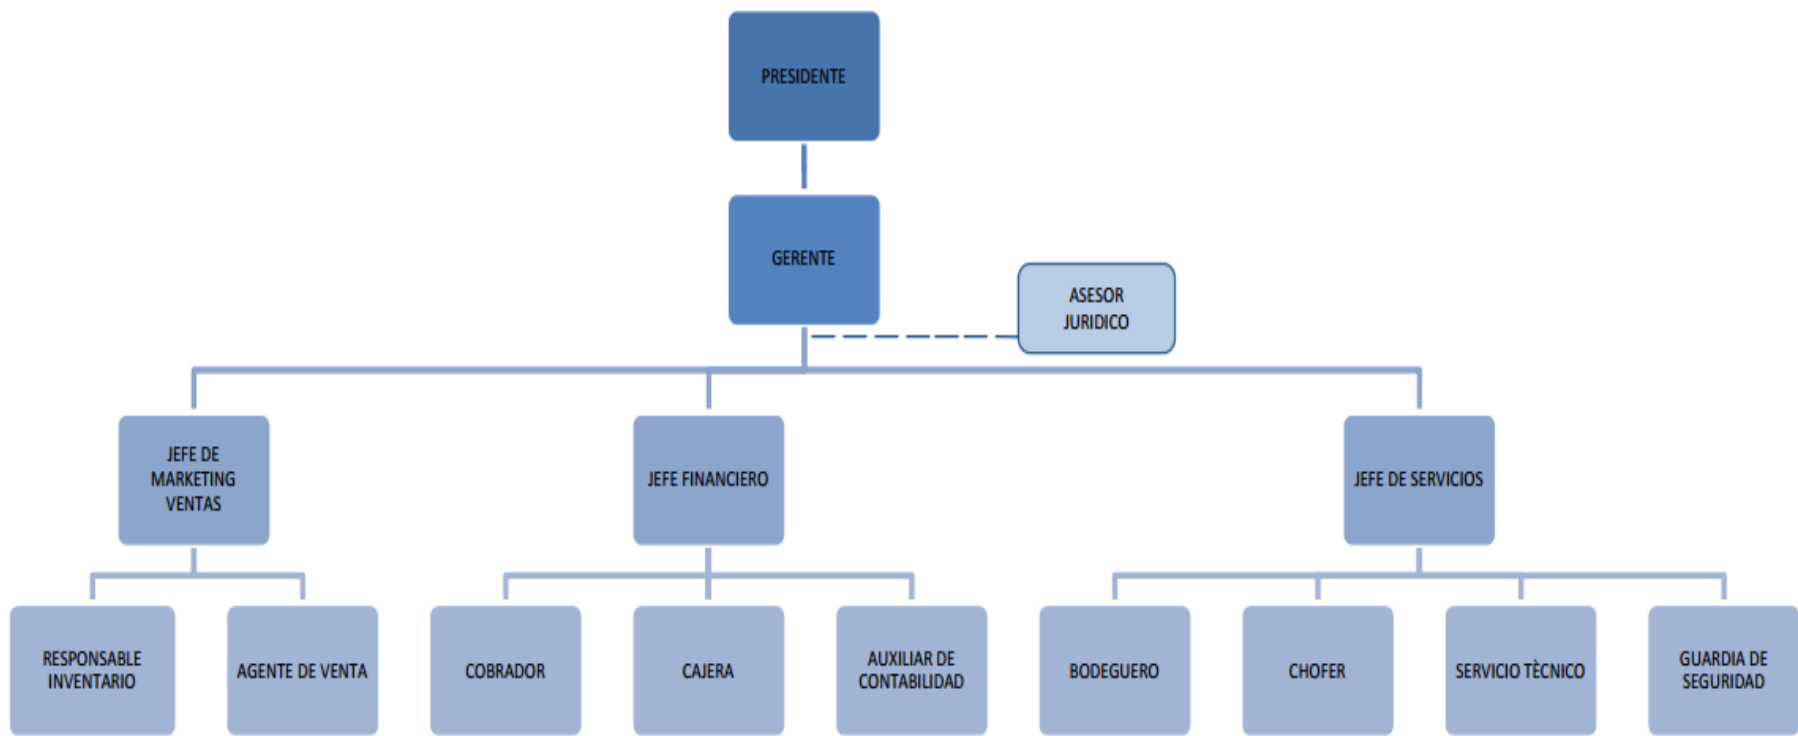 PRESIDENTE
GERENTE
ASESOR
JURIDICO
JEFE DE
MARKETING
VENTAS
JEFE FINANCIERO
JEFE DE SERVICIOS
RESPONSABLE
INVENTARIO
AGENTE DE VENTA
COBRADOR
CAJERA
AUXILIAR DE
CONTABILIDAD
BODEGUERO
CHOFER
SERVICIO TÈCNICO
GUARDIA DE
SEGURIDAD